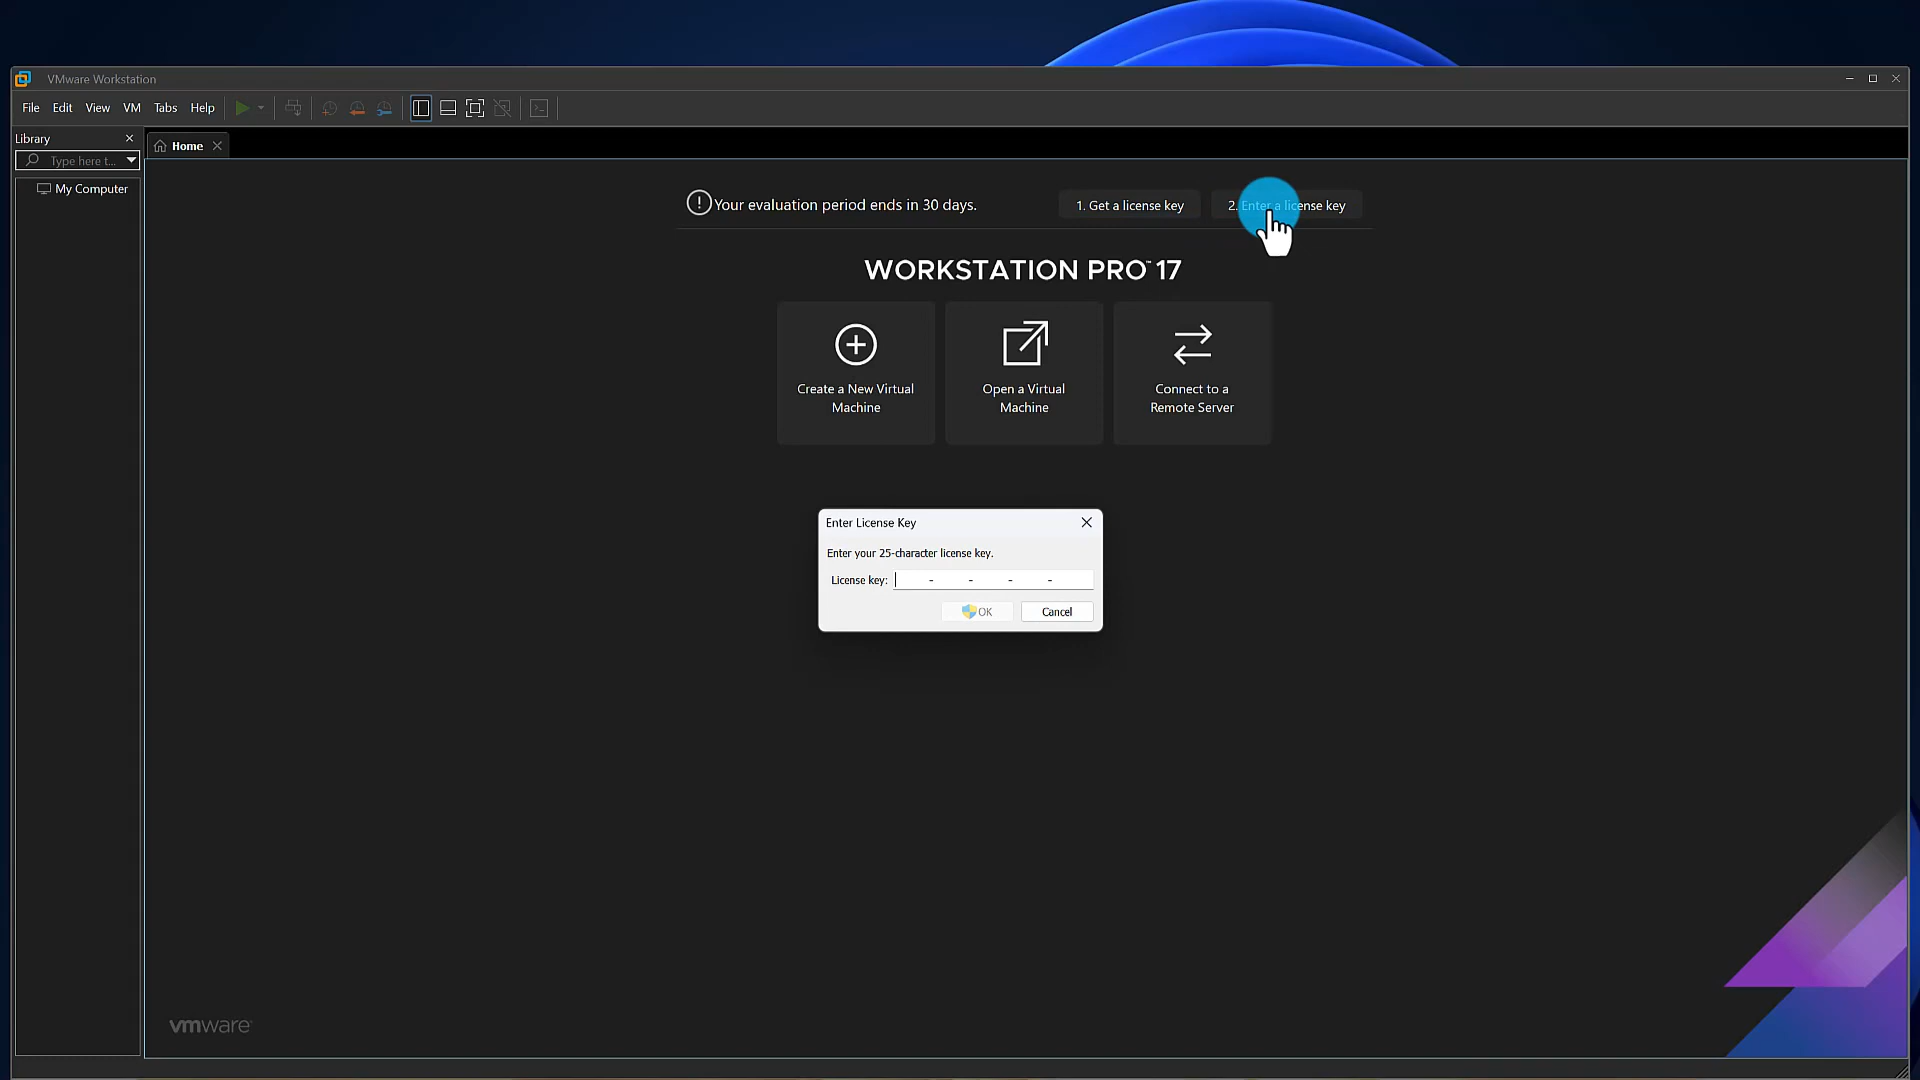 VMware Workstation
File Edit View VM Tabs Help
Library
Home
Type here t...
My Computer
Your evaluation period ends in 30 days.
1. Get a license key
2. Enter a license key
WORKSTATION PRO™ 17
Create a New Virtual
Machine
Open a Virtual
Machine
Connect to a
Remote Server
Enter License Key
Enter your 25-character license key.
License key: - - - -
OK Cancel
vmware